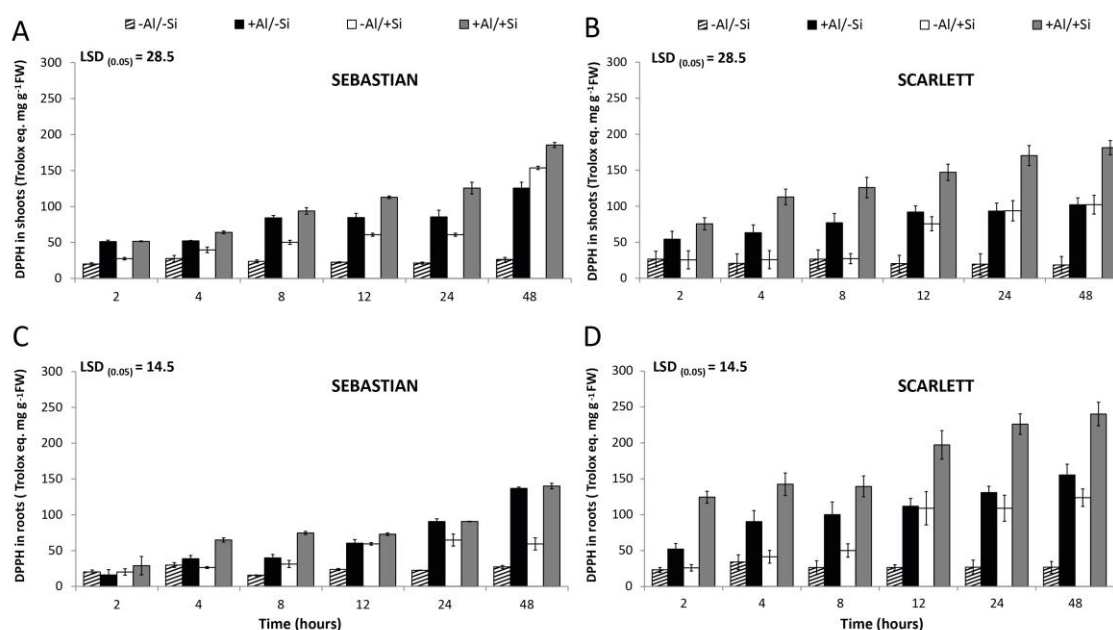 A
-Al/-Si +Al/-Si -Al/+Si +Al/+Si
LSD (0.05) = 28.5
SEBASTIAN
DPPH in shoots (Trolox eq. mg g⁻¹FW)
300
250
200
150
100
50
0
2 4 8 12 24 48
B
-Al/-Si +Al/-Si -Al/+Si +Al/+Si
LSD (0.05) = 28.5
SCARLETT
DPPH in shoots (Trolox eq. mg g⁻¹FW)
300
250
200
150
100
50
0
2 4 8 12 24 48
C
LSD (0.05) = 14.5
SEBASTIAN
DPPH in roots ( Trolox eq. mg g⁻¹FW)
300
250
200
150
100
50
0
2 4 8 12 24 48
Time (hours)
D
LSD (0.05) = 14.5
SCARLETT
DPPH in roots ( Trolox eq. mg g⁻¹FW)
300
250
200
150
100
50
0
2 4 8 12 24 48
Time (hours)